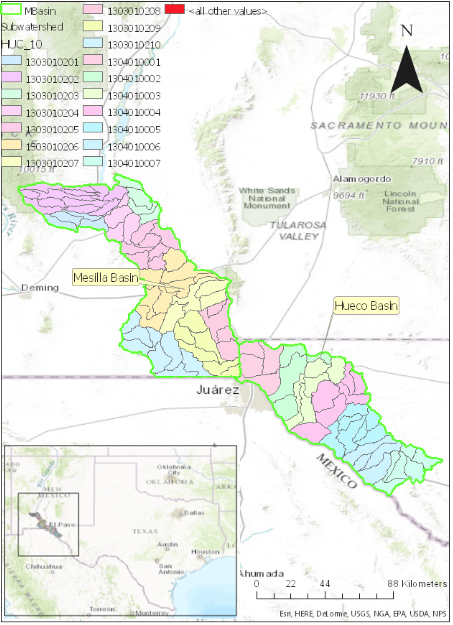 MBasin
Subwatershed
HUC_10
1303010201
1303010202
1303010203
1303010204
1303010205
1303010206
1303010207
1303010208
1303010209
1303010210
1304010001
1304010002
1304010003
1304010004
1304010005
1304010006
1304010007
<all other values>
N
11930 ft
SACRAMENTO MOUN
10015 ft
7910 ft
Alamogordo
9694 ft
White Sands
National
Monument
Lincoln
National
Forest
TULAROSA
VALLEY
Deming
Mesilla Basin
Hueco Basin
Juárez
MEXICO
NEW
MEXICO
Oklahoma
City
OKLAHOMA
ARKA
El Paso
Dallas
TEXAS
Austin
Houston
San
Antonio
Chihuahua
Torreón
Monterrey
Ahumada
0 22 44 88 Kilometers
Esri, HERE, DeLorme, USGS, NGA, EPA, USDA, NPS